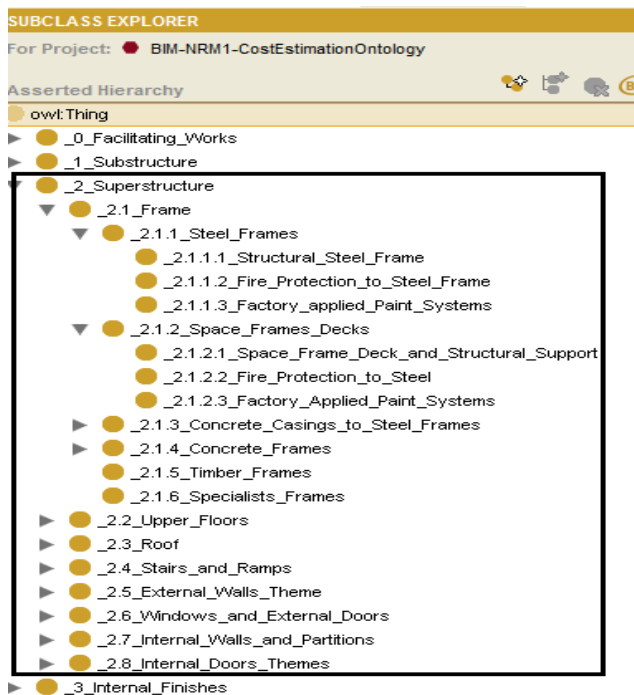 SUBCLASS EXPLORER
For Project: BIM-NRM1-CostEstimationOntology
Asserted Hierarchy
owl:Thing
_0_Facilitating_Works
_1_Substructure
_2_Superstructure
_2.1_Frame
_2.1.1_Steel_Frames
_2.1.1.1_Structural_Steel_Frame
_2.1.1.2_Fire_Protection_to_Steel_Frame
_2.1.1.3_Factory_applied_Paint_Systems
_2.1.2_Space_Frames_Decks
_2.1.2.1_Space_Frame_Deck_and_Structural_Support
_2.1.2.2_Fire_Protection_to_Steel
_2.1.2.3_Factory_Applied_Paint_Systems
_2.1.3_Concrete_Casings_to_Steel_Frames
_2.1.4_Concrete_Frames
_2.1.5_Timber_Frames
_2.1.6_Specialists_Frames
_2.2_Upper_Floors
_2.3_Roof
_2.4_Stairs_and_Ramps
_2.5_External_Walls_Theme
_2.6_Windows_and_External_Doors
_2.7_Internal_Walls_and_Partitions
_2.8_Internal_Doors_Themes
_3_Internal_Finishes